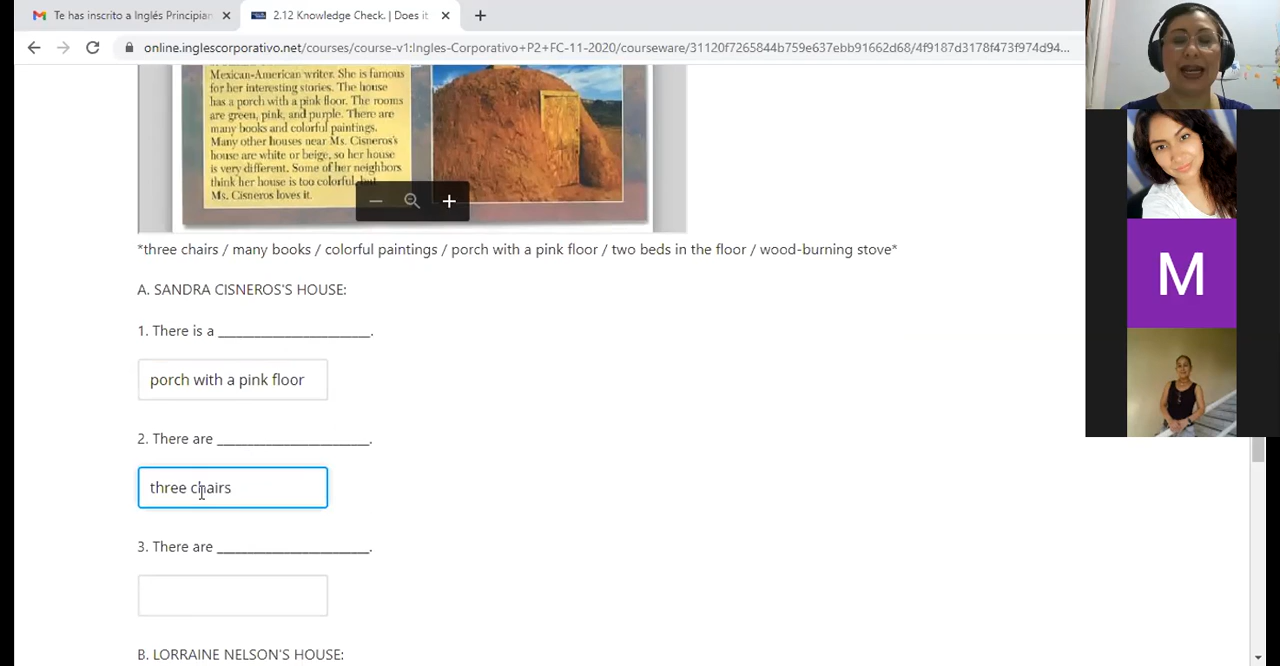 Te has inscrito a Inglés Principian
2.12 Knowledge Check. | Does it
online.inglescorporativo.net/courses/course-v1:Ingles-Corporativo+P2+FC-11-2020/courseware/31120f7265844b759e637ebb91662d68/4f9187d3178f473f974d94...
Mexican-American writer. She is famous
for her interesting stories. The house
has a porch with a pink floor. The rooms
are green, pink, and purple. There are
many books and colorful paintings.
Many other houses near Ms. Cisneros's
house are white or beige, so her house
is very different. Some of her neighbors
think her house is too colorful, but
Ms. Cisneros loves it.
*three chairs / many books / colorful paintings / porch with a pink floor / two beds in the floor / wood-burning stove*
A. SANDRA CISNEROS'S HOUSE:
1. There is a ______________________.
porch with a pink floor
2. There are ______________________.
three chairs
3. There are ______________________.
B. LORRAINE NELSON'S HOUSE:
M